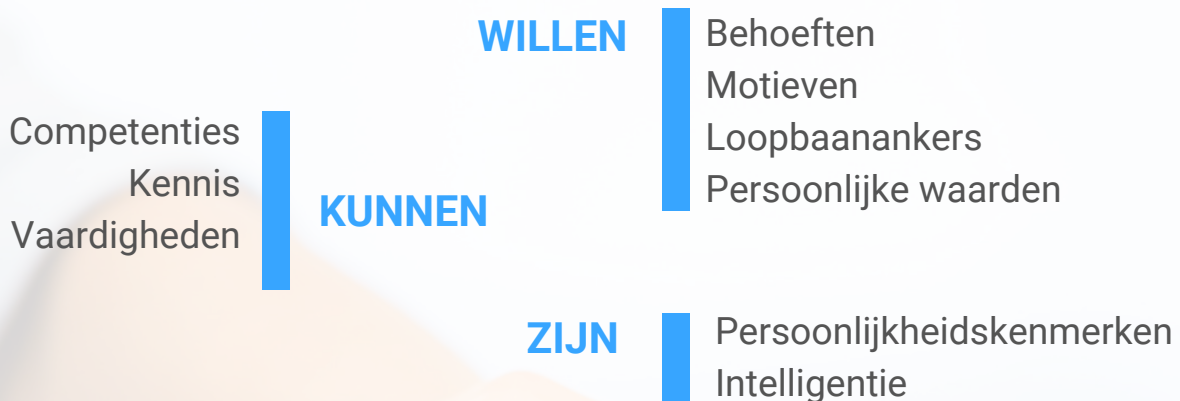 WILLEN
Behoeften
Motieven
Loopbaanankers
Persoonlijke waarden
Competenties
Kennis
Vaardigheden
KUNNEN
ZIJN
Persoonlijkheidskenmerken
Intelligentie